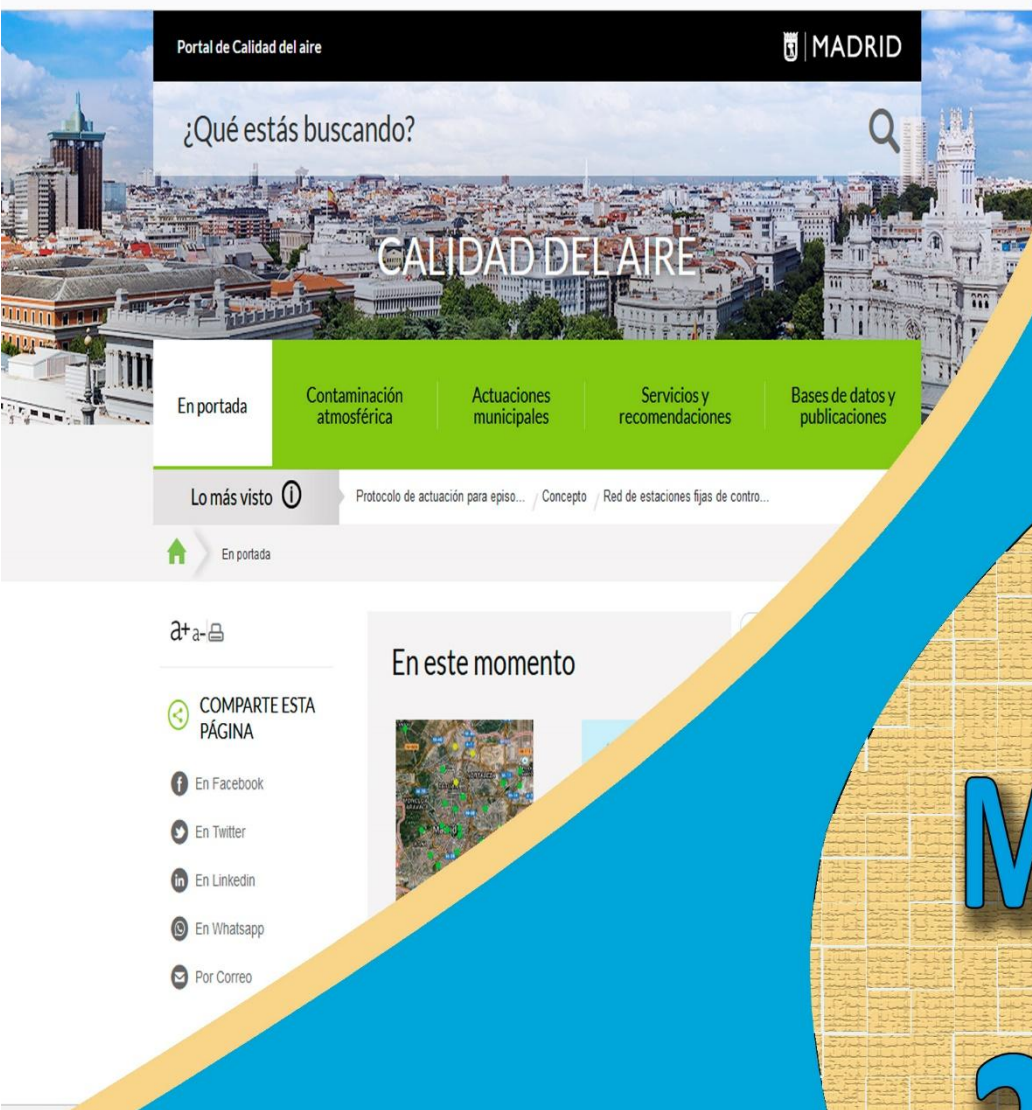 Portal de Calidad del aire
MADRID
¿Qué estás buscando?
CALIDAD DEL AIRE
En portada
Contaminación
atmosférica
Actuaciones
municipales
Servicios y
recomendaciones
Bases de datos y
publicaciones
Lo más visto
Protocolo de actuación para episo... / Concepto / Red de estaciones fijas de contro...
En portada
a+ a-
En este momento
COMPARTE ESTA
PÁGINA
En Facebook
En Twitter
En Linkedin
En Whatsapp
Por Correo
M